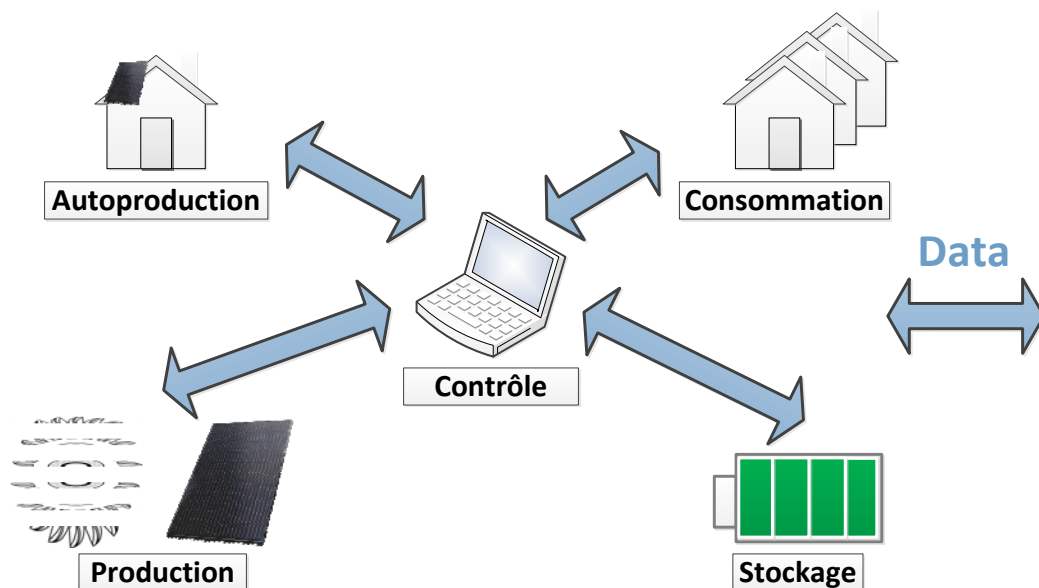 Autoproduction
Consommation
Data
Contrôle
Production
Stockage